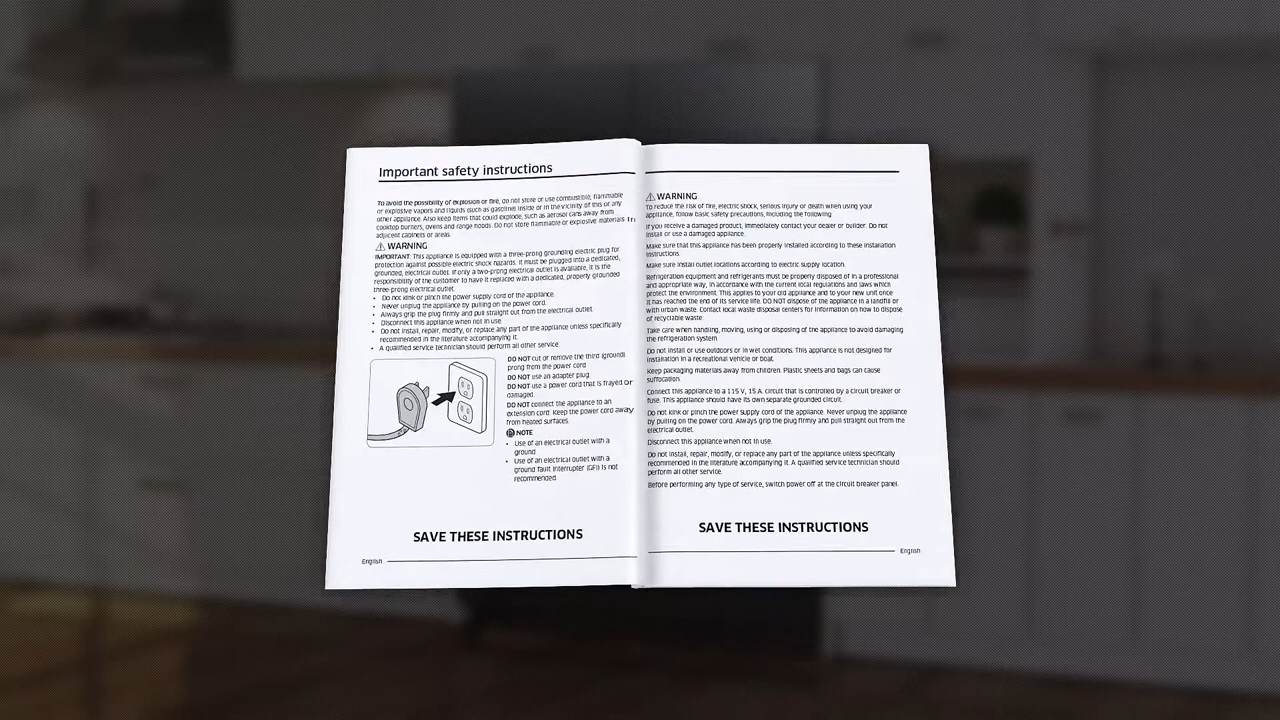 Important safety instructions
To avoid the possibility of explosion or fire, do not store or use combustible, flammable
or explosive vapors and liquids (such as gasoline) inside or in the vicinity of this or any
other appliance. Also keep items that could explode, such as aerosol cans away from
cooktop burners, ovens and range hoods. Do not store flammable or explosive materials in
adjacent cabinets or areas.
WARNING
IMPORTANT: This appliance is equipped with a three-prong grounding electric plug for
protection against possible electric shock hazards. It must be plugged into a dedicated,
grounded, electrical outlet. If only a two-prong electrical outlet is available, it is the
responsibility of the customer to have it replaced with a dedicated, properly grounded
three-prong electrical outlet.
• Do not kink or pinch the power supply cord of the appliance.
• Never unplug the appliance by pulling on the power cord.
• Always grip the plug firmly and pull straight out from the electrical outlet.
• Disconnect this appliance when not in use.
• Do not install, repair, modify, or replace any part of the appliance unless specifically
recommended in the literature accompanying it.
• A qualified service technician should perform all other service.
DO NOT cut or remove the third (ground)
prong from the power cord
DO NOT use an adapter plug.
DO NOT use a power cord that is frayed or
damaged.
DO NOT connect the appliance to an
extension cord. Keep the power cord away
from heated surfaces.
NOTE
• Use of an electrical outlet with a
ground
• Use of an electrical outlet with a
ground fault interrupter (GFI) is not
recommended.
SAVE THESE INSTRUCTIONS
English
WARNING
To reduce the risk of fire, electric shock, serious injury or death when using your
appliance, follow basic safety precautions, including the following
If you receive a damaged product, immediately contact your dealer or builder. Do not
install or use a damaged appliance.
Make sure that this appliance has been properly installed according to these installation
instructions.
Make sure install outlet locations according to electric supply location.
Refrigeration equipment and refrigerants must be properly disposed of in a professional
and appropriate way, in accordance with the current local regulations and laws which
protect the environment. This applies to your old appliance and to your new unit once
it has reached the end of its service life. DO NOT dispose of the appliance in a landfill or
with urban waste. Contact local waste disposal centers for information on how to dispose
of recyclable waste.
Take care when handling, moving, using or disposing of the appliance to avoid damaging
the refrigeration system
Do not install or use outdoors or in wet conditions. This appliance is not designed for
installation in a recreational vehicle or boat.
Keep packaging materials away from children. Plastic sheets and bags can cause
suffocation.
Connect this appliance to a 115 V, 15 A. circuit that is controlled by a circuit breaker or
fuse. This appliance should have its own separate grounded circuit.
Do not kink or pinch the power supply cord of the appliance. Never unplug the appliance
by pulling on the power cord. Always grip the plug firmly and pull straight out from the
electrical outlet.
Disconnect this appliance when not in use.
Do not install, repair, modify, or replace any part of the appliance unless specifically
recommended in the literature accompanying it. A qualified service technician should
perform all other service.
Before performing any type of service, switch power off at the circuit breaker panel.
SAVE THESE INSTRUCTIONS
English